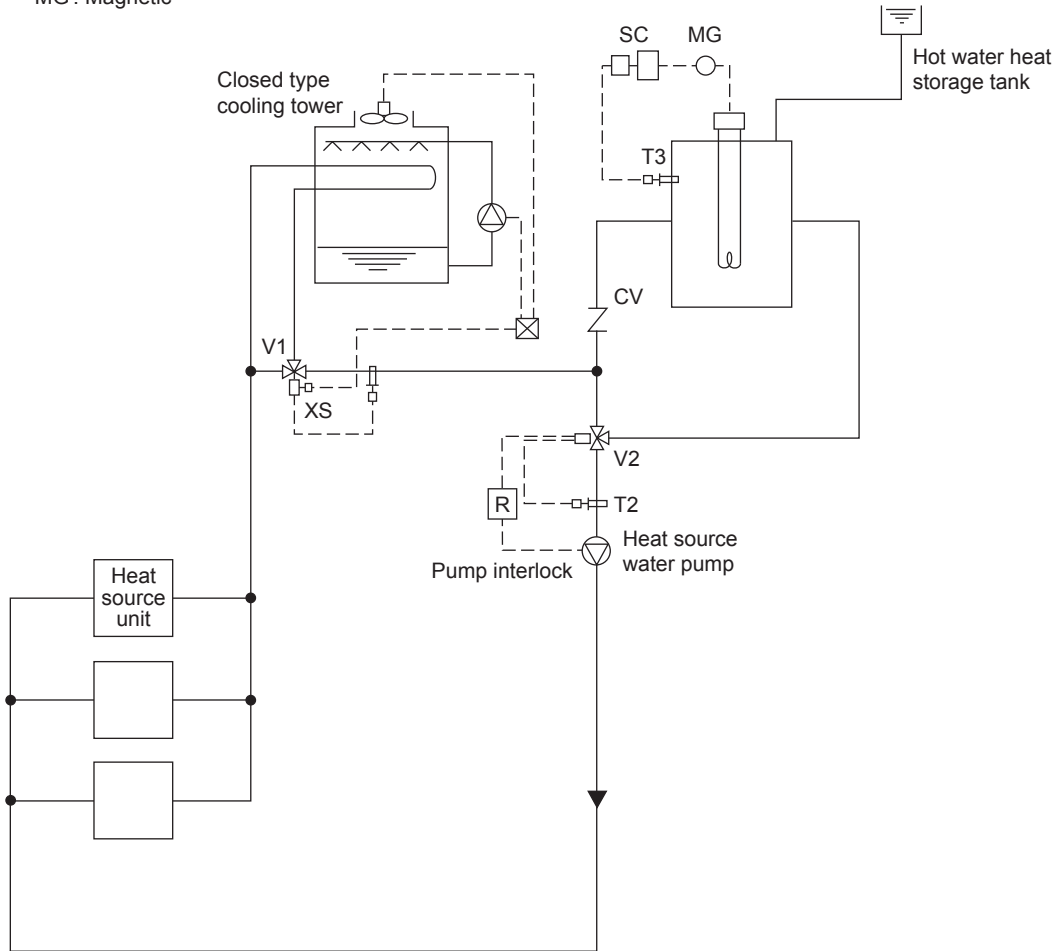 MG : Magnetic
SC
MG
Hot water heat
storage tank
Closed type
cooling tower
T3
CV
V1
XS
V2
R
T2
Heat source
water pump
Pump interlock
Heat
source
unit